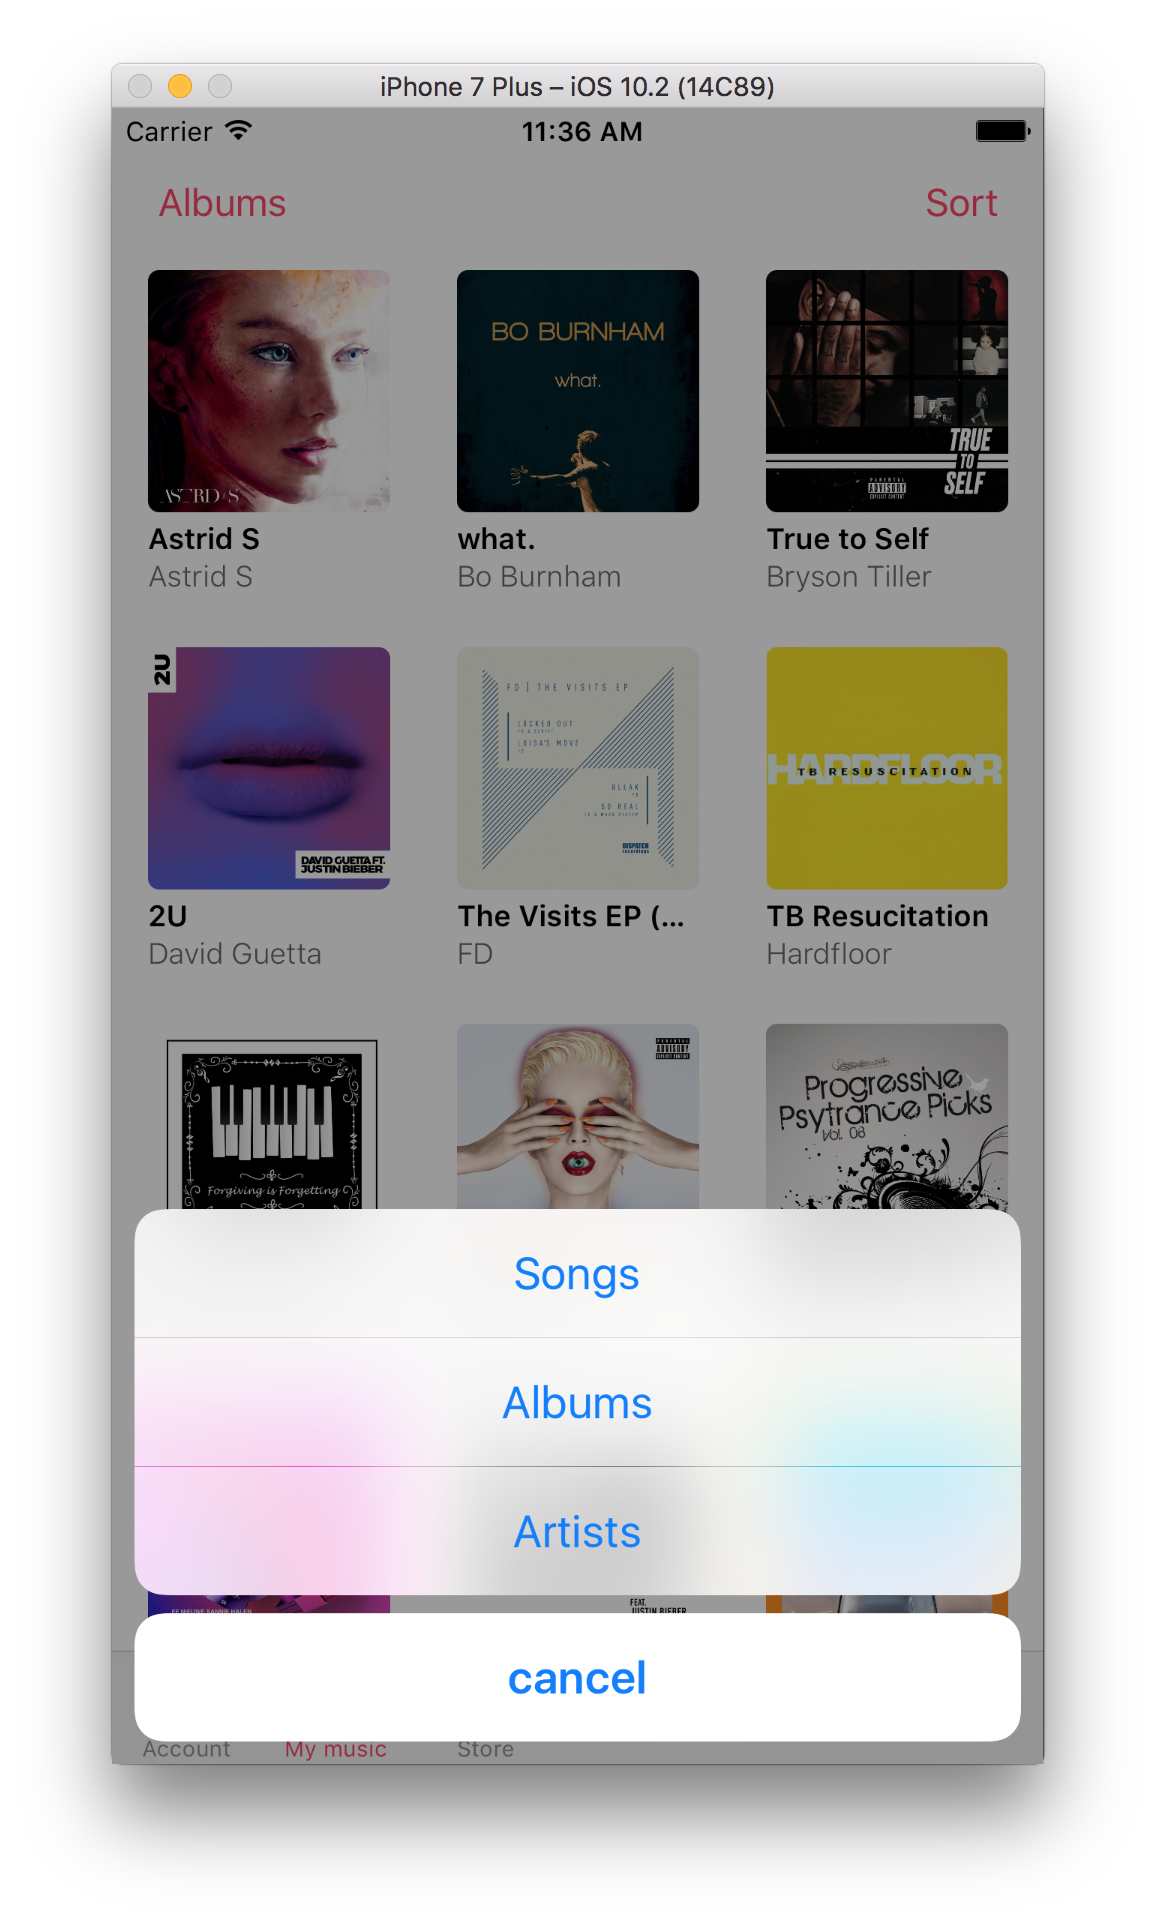 iPhone 7 Plus – iOS 10.2 (14C89)
Carrier
11:36 AM
Albums
Sort
ASTRID S
BO BURNHAM
what.
TRUE
TO
SELF
PARENTAL
ADVISORY
EXPLICIT CONTENT
Astrid S
what.
True to Self
Astrid S
Bo Burnham
Bryson Tiller
2U
DAVID GUETTA FT.
JUSTIN BIEBER
FD | THE VISITS EP
LOCKED OUT
LUISA'S MOVE
BLEAK
SO REAL
DISPATCH
recordings
HARDFLOOR
TB RESUSCITATION
2U
The Visits EP (...
TB Resucitation
David Guetta
FD
Hardfloor
Forgiving is Forgetting
PARENTAL
ADVISORY
EXPLICIT CONTENT
Progressive
Psytrance Picks
Vol. 08
Songs
Albums
Artists
FEAT.
JUSTIN BIEBER
cancel
Account
My music
Store